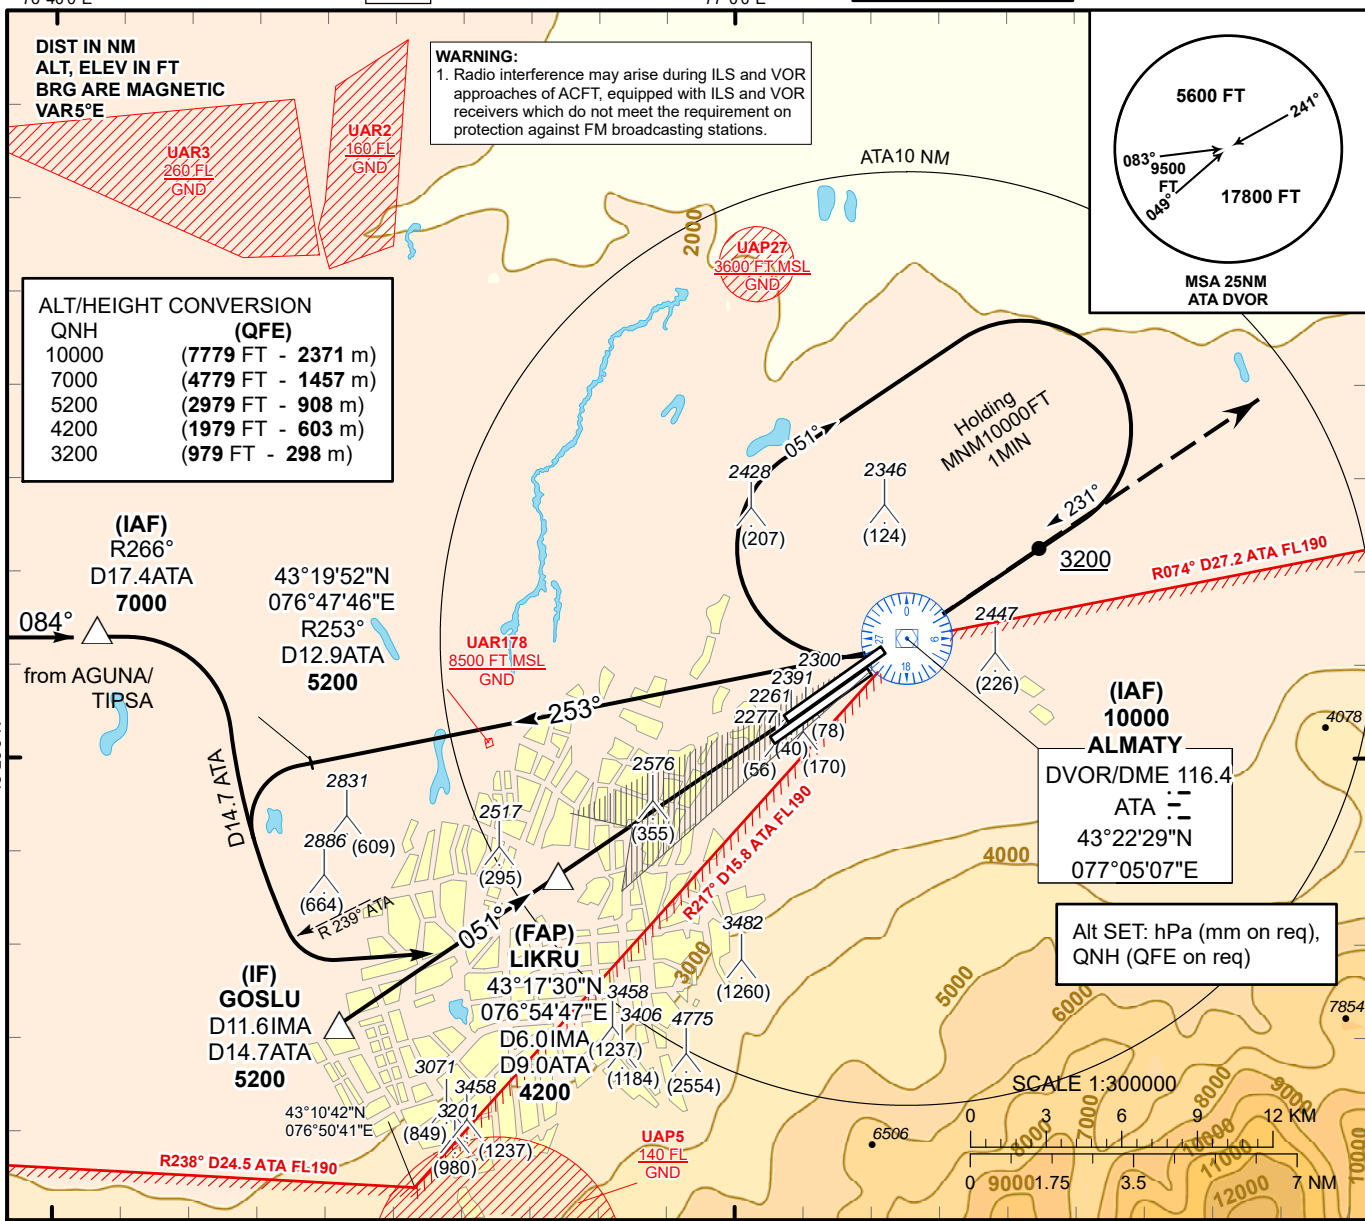 DIST IN NM
ALT, ELEV IN FT
BRG ARE MAGNETIC
VAR5°E
WARNING:
1. Radio interference may arise during ILS and VOR
approaches of ACFT, equipped with ILS and VOR
receivers which do not meet the requirement on
protection against FM broadcasting stations.
5600 FT
241°
083°
9500
FT
049°
17800 FT
MSA 25NM
ATA DVOR
UAR3
260 FL
GND
UAR2
160 FL
GND
ATA10 NM
2000
UAP27
3600 FT MSL
GND
ALT/HEIGHT CONVERSION
QNH (QFE)
10000 (7779 FT - 2371 m)
7000 (4779 FT - 1457 m)
5200 (2979 FT - 908 m)
4200 (1979 FT - 603 m)
3200 (979 FT - 298 m)
Holding
MNM10000FT
1MIN
051°
231°
2428
(207)
2346
(124)
3200
R074° D27.2 ATA FL190
(IAF)
R266°
D17.4ATA
7000
084°
from AGUNA/
TIPSA
43°19'52"N
076°47'46"E
R253°
D12.9ATA
5200
UAR178
8500 FT MSL
GND
253°
0
9
18
27
2447
(226)
2300
2391
2261
2277
(78)
(40)
(56)
(170)
(IAF)
10000
ALMATY
DVOR/DME 116.4
ATA
43°22'29"N
077°05'07"E
4078
D14.7 ATA
2831
(609)
2886
(664)
2517
(295)
2576
(355)
R217° D15.8 ATA FL190
4000
R 239° ATA
051°
(FAP)
LIKRU
43°17'30"N
076°54'47"E
D6.0IMA
D9.0ATA
4200
3482
(1260)
3000
Alt SET: hPa (mm on req),
QNH (QFE on req)
(IF)
GOSLU
D11.6IMA
D14.7ATA
5200
3458
3406
4775
(1237)
(1184)
(2554)
5000
6000
7854
3071
3458
3201
(849)
(1237)
(980)
43°10'42"N
076°50'41"E
R238° D24.5 ATA FL190
UAP5
140 FL
GND
6506
SCALE 1:300000
0 3 6 9 12 KM
0 1.75 3.5 7 NM
7000
8000
8000
9000
9000
10000
11000
12000
10000